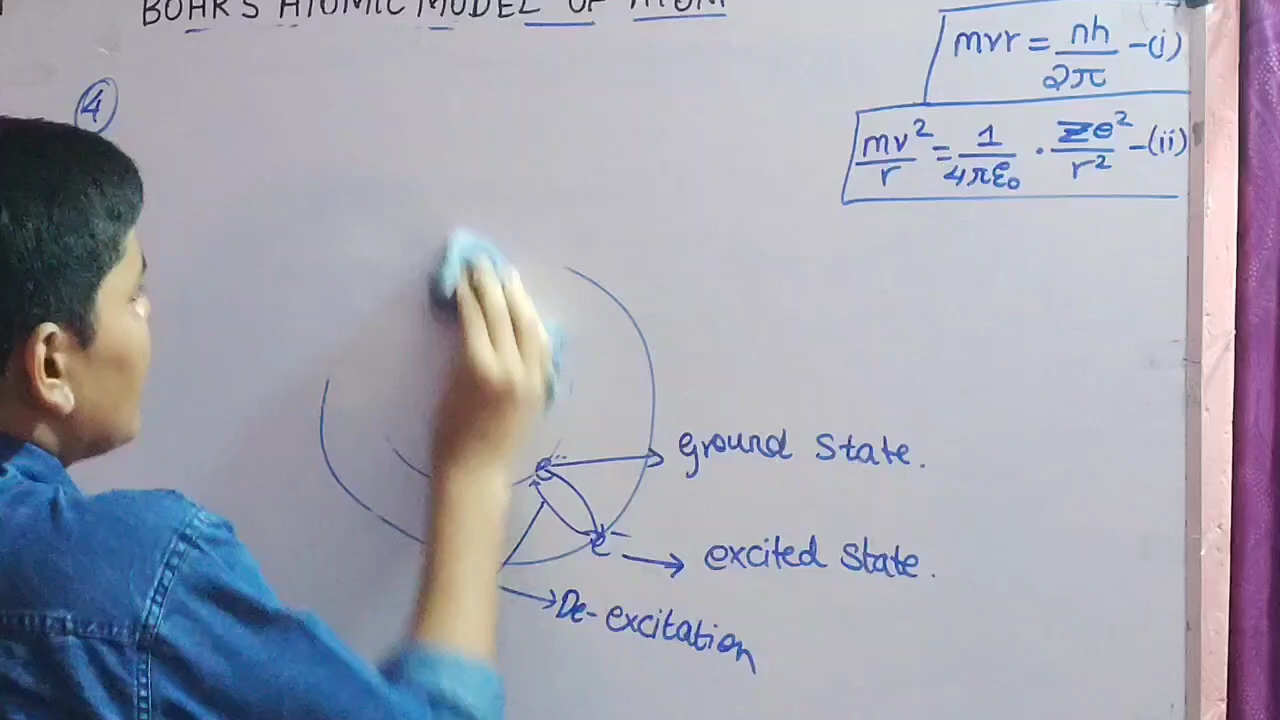 BOHR'S ATOMIC MODEL OF ATOM
mvr = nh/2π -(i)
mv²/r = 1/4πε₀ · Ze²/r² -(ii)
4
e⁻ ground state.
e⁻ excited state.
De-excitation